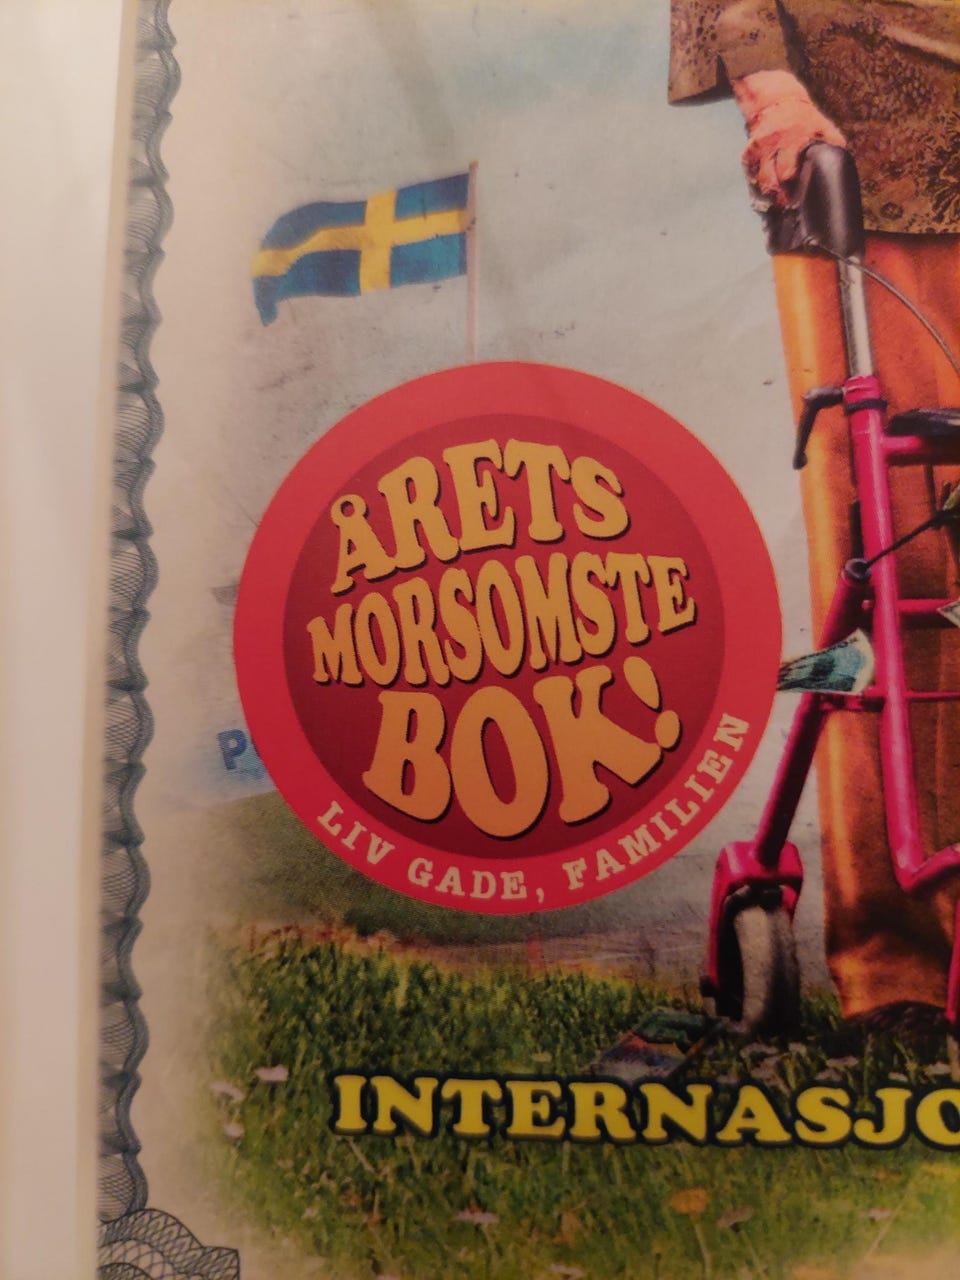 ÅRETS
MORSOMSTE
BOK!
LIV GADE, FAMILIEN
INTERNASJO